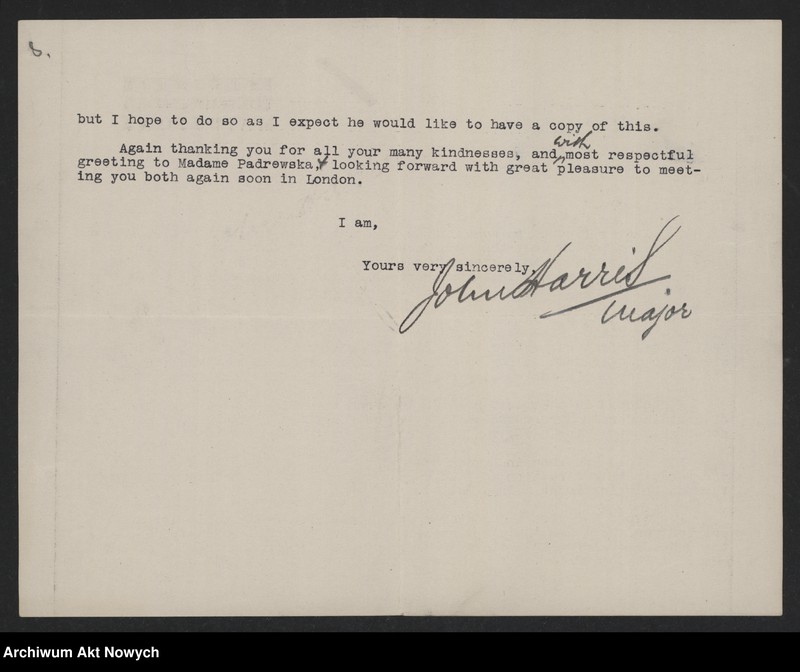 8.
but I hope to do so as I expect he would like to have a copy of this.
Again thanking you for all your many kindnesses, and with most respectful
greeting to Madame Padrewska, & looking forward with great pleasure to meet-
ing you both again soon in London.
I am,
Yours very sincerely,
John Harris
Major
Archiwum Akt Nowych